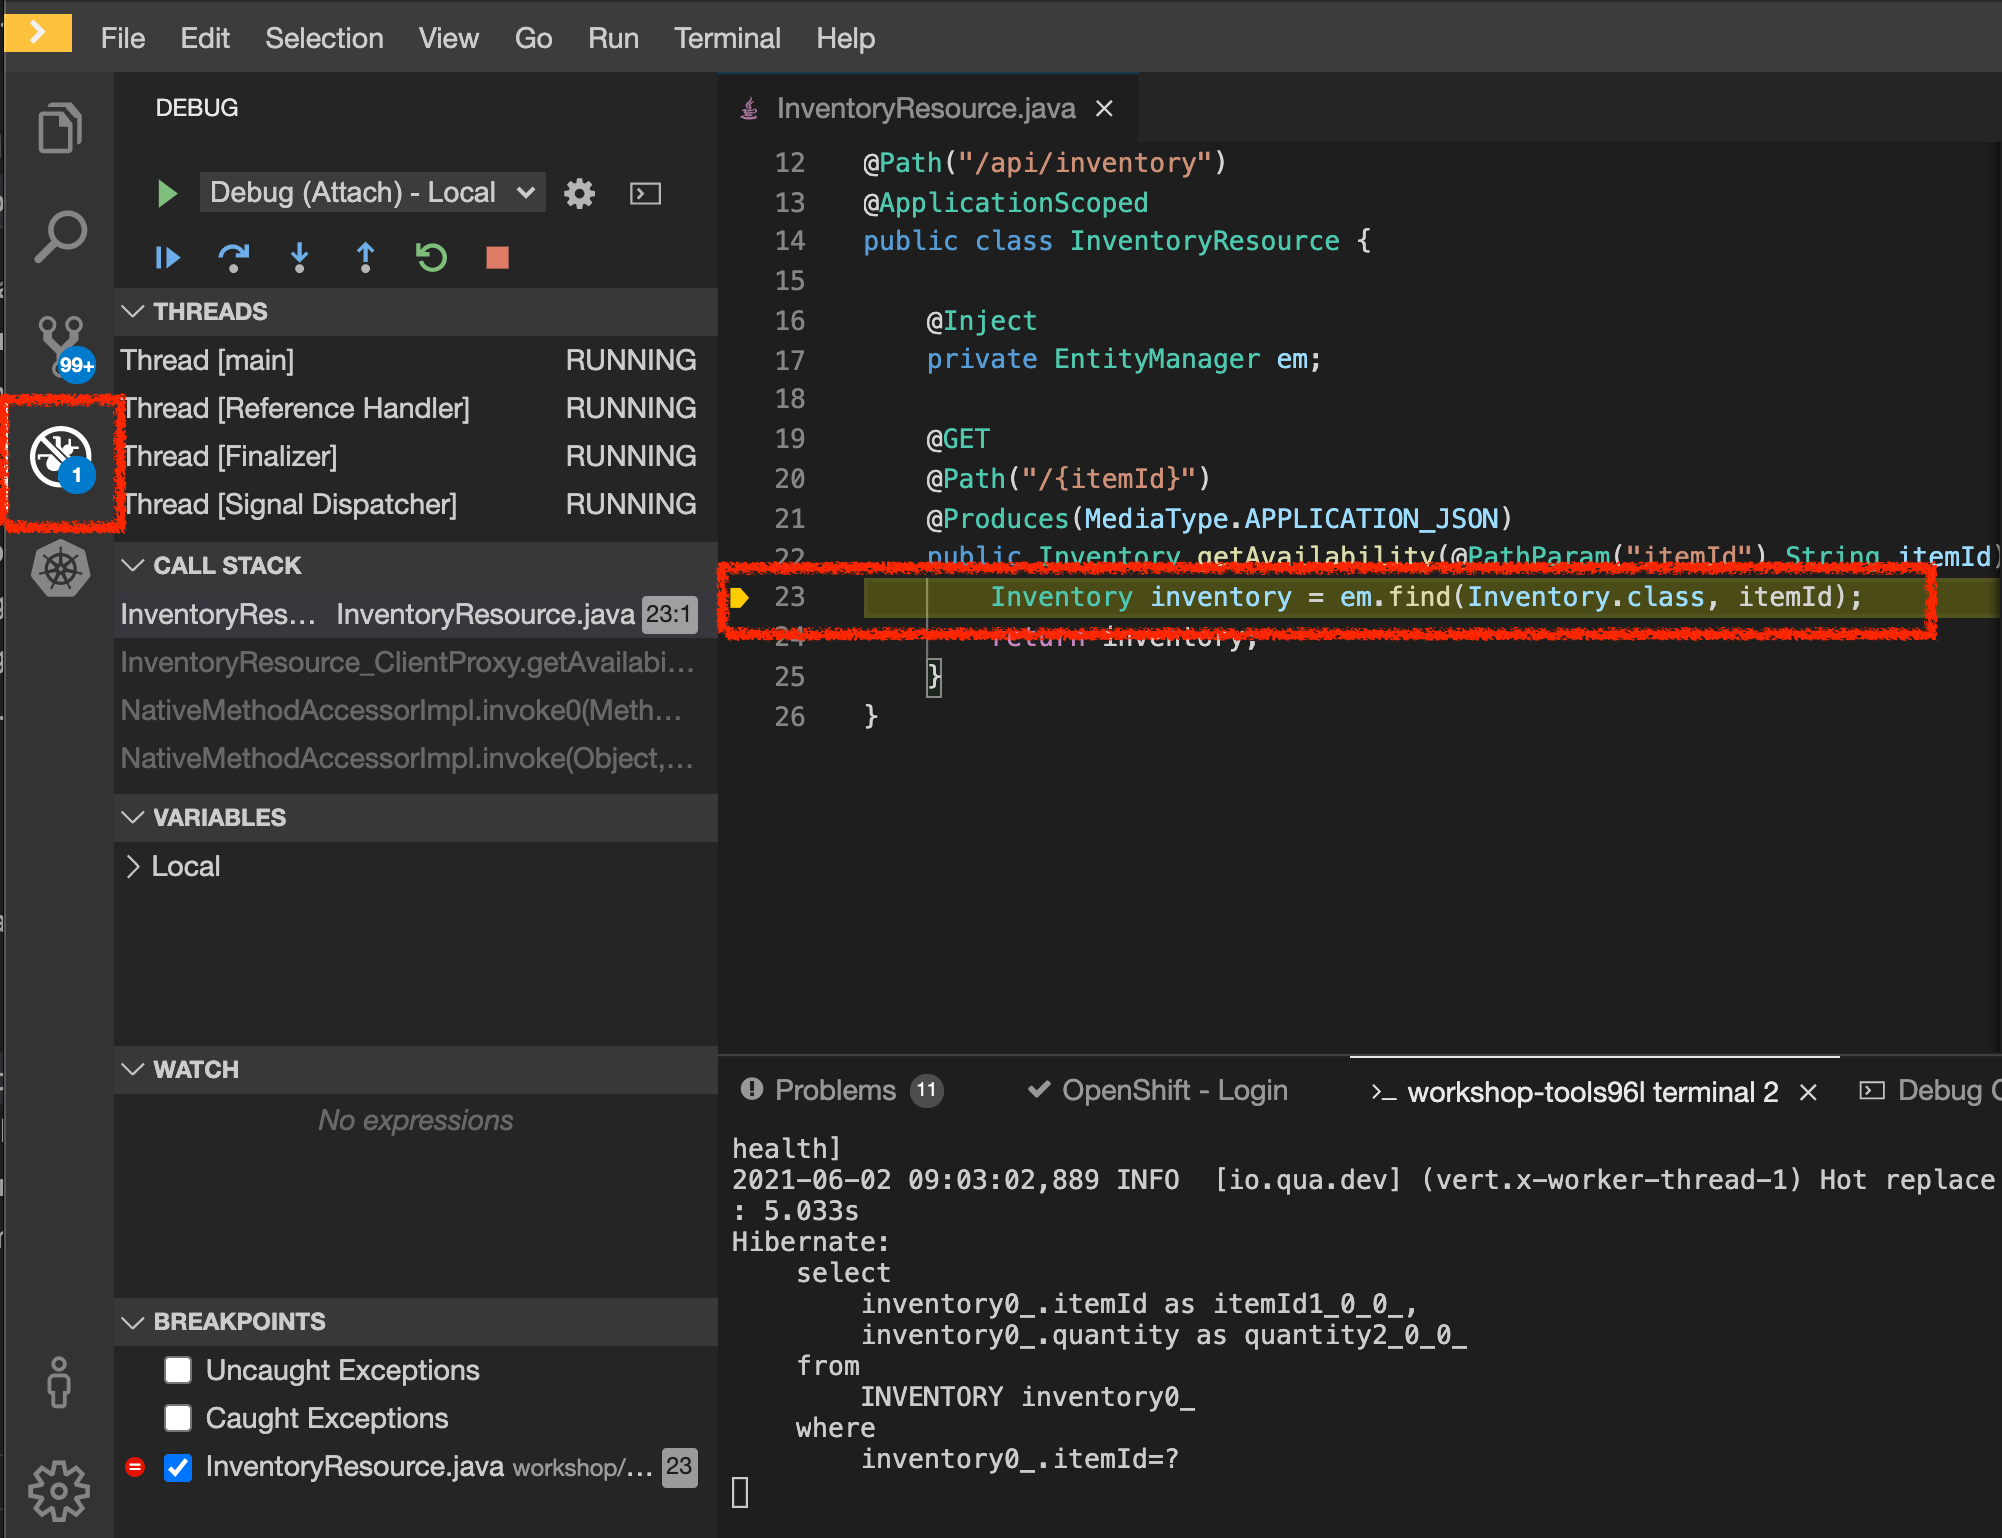 File Edit Selection View Go Run Terminal Help
DEBUG
Debug (Attach) - Local
THREADS
Thread [main] RUNNING
Thread [Reference Handler] RUNNING
Thread [Finalizer] RUNNING
Thread [Signal Dispatcher] RUNNING
99+
1
CALL STACK
InventoryRes... InventoryResource.java 23:1
InventoryResource_ClientProxy.getAvailabi...
NativeMethodAccessorImpl.invoke0(Meth...
NativeMethodAccessorImpl.invoke(Object,...
VARIABLES
Local
WATCH
No expressions
BREAKPOINTS
Uncaught Exceptions
Caught Exceptions
InventoryResource.java workshop/... 23
InventoryResource.java
12 @Path("/api/inventory")
13 @ApplicationScoped
14 public class InventoryResource {
15
16 @Inject
17 private EntityManager em;
18
19 @GET
20 @Path("/{itemId}")
21 @Produces(MediaType.APPLICATION_JSON)
22 public Inventory getAvailability(@PathParam("itemId") String itemId)
23 Inventory inventory = em.find(Inventory.class, itemId);
24 return inventory;
25 }
26 }
Problems 11 OpenShift - Login workshop-tools96l terminal 2 Debug
health]
2021-06-02 09:03:02,889 INFO [io.qua.dev] (vert.x-worker-thread-1) Hot replace
: 5.033s
Hibernate:
select
inventory0_.itemId as itemId1_0_0_,
inventory0_.quantity as quantity2_0_0_
from
INVENTORY inventory0_
where
inventory0_.itemId=?